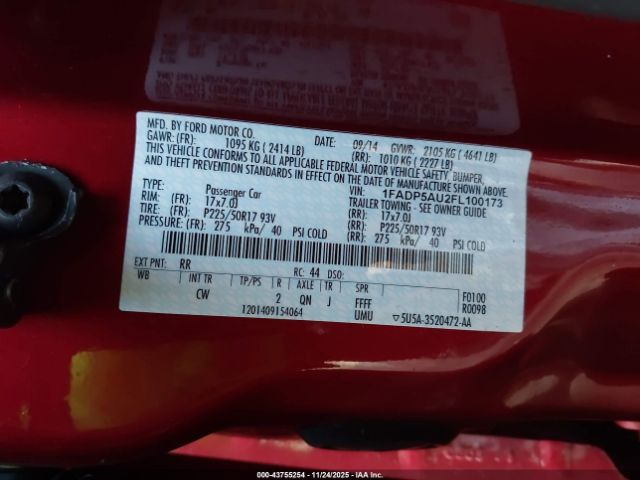 MFD. BY FORD MOTOR CO.
DATE: 09/14 GVWR: 2105 KG ( 4641 LB)
GAWR: (FR): 1095 KG ( 2414 LB) (RR): 1010 KG ( 2227 LB)
THIS VEHICLE CONFORMS TO ALL APPLICABLE FEDERAL MOTOR VEHICLE SAFETY, BUMPER,
AND THEFT PREVENTION STANDARDS IN EFFECT ON THE DATE OF MANUFACTURE SHOWN ABOVE.
VIN: 1FADP5AU2FL100173
TYPE: Passenger Car TRAILER TOWING - SEE OWNER GUIDE
RIM: (FR): 17x7.0J (RR): 17x7.0J
TIRE: (FR): P225/50R17 93V (RR): P225/50R17 93V
PRESSURE: (FR): 275 kPa/ 40 PSI COLD (RR): 275 kPa/ 40 PSI COLD
EXT PNT: RR RC: 44 DSO:
WB INT TR TP/PS R AXLE TR SPR
CW 2 QN J FFFF F0100
R0098
1201409154064 UMU ▽5U5A-3520472-AA
000-43755254 11/24/2025 IAA, Inc.